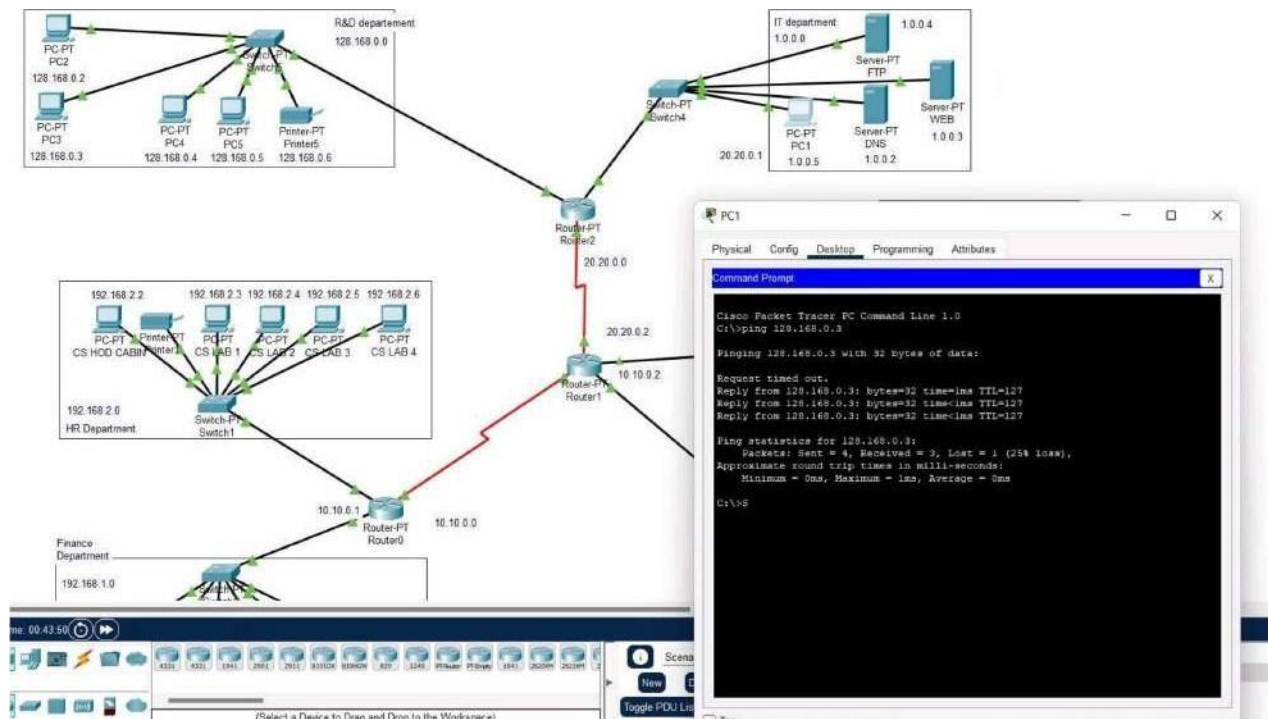 R&D departement
128.168.0.0
PC-PT
PC2
128.168.0.2
Switch-PT
PC-PT
PC3
128.168.0.3
PC-PT
PC4
128.168.0.4
PC-PT
PC5
128.168.0.5
Printer-PT
Printer5
128.168.0.6
IT department
1.0.0.0
1.0.0.4
Server-PT
FTP
Server-PT
WEB
1.0.0.3
Switch-PT
Switch4
PC-PT
PC1
1.0.0.5
Server-PT
DNS
1.0.0.2
20.20.0.1
Router-PT
Router2
20.20.0.0
20.20.0.2
Router-PT
Router1
10.10.0.2
192.168.2.2
192.168.2.3
192.168.2.4
192.168.2.5
192.168.2.6
PC-PT
CS HOD CABIN
Printer-PT
PC-PT
CS LAB 1
PC-PT
CS LAB 2
PC-PT
CS LAB 3
PC-PT
CS LAB 4
192.168.2.0
HR Department
Switch-PT
Switch1
10.10.0.1
Router-PT
Router0
10.10.0.0
Finance
Department
192.168.1.0
PC1
Physical Config Desktop Programming Attributes
Command Prompt
X
Cisco Packet Tracer PC Command Line 1.0
C:\>ping 128.168.0.3
Pinging 128.168.0.3 with 32 bytes of data:
Request timed out.
Reply from 128.168.0.3: bytes=32 time=1ms TTL=127
Reply from 128.168.0.3: bytes=32 time<1ms TTL=127
Reply from 128.168.0.3: bytes=32 time<1ms TTL=127
Ping statistics for 128.168.0.3:
Packets: Sent = 4, Received = 3, Lost = 1 (25% loss),
Approximate round trip times in milli-seconds:
Minimum = 0ms, Maximum = 1ms, Average = 0ms
C:\>S
me: 00:43:50
4331 4321 1941 2901 2911 819IOX 819HGW 829 1240 PT-Router PT-Empty 1841 2620XM 2621XM
Scena
New
Toggle PDU Lis
(Select a Device to Drag and Drop to the Workspace)